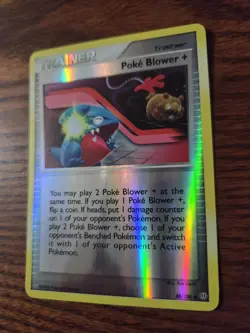 TRAINER
Trainer
Poké Blower +
You may play 2 Poké Blower + at the
same time. If you play 1 Poké Blower +,
flip a coin. If heads, put 1 damage counter
on 1 of your opponent's Pokémon. If you
play 2 Poké Blower +, choose 1 of your
opponent's Benched Pokémon and switch
it with 1 of your opponent's Active
Pokémon.